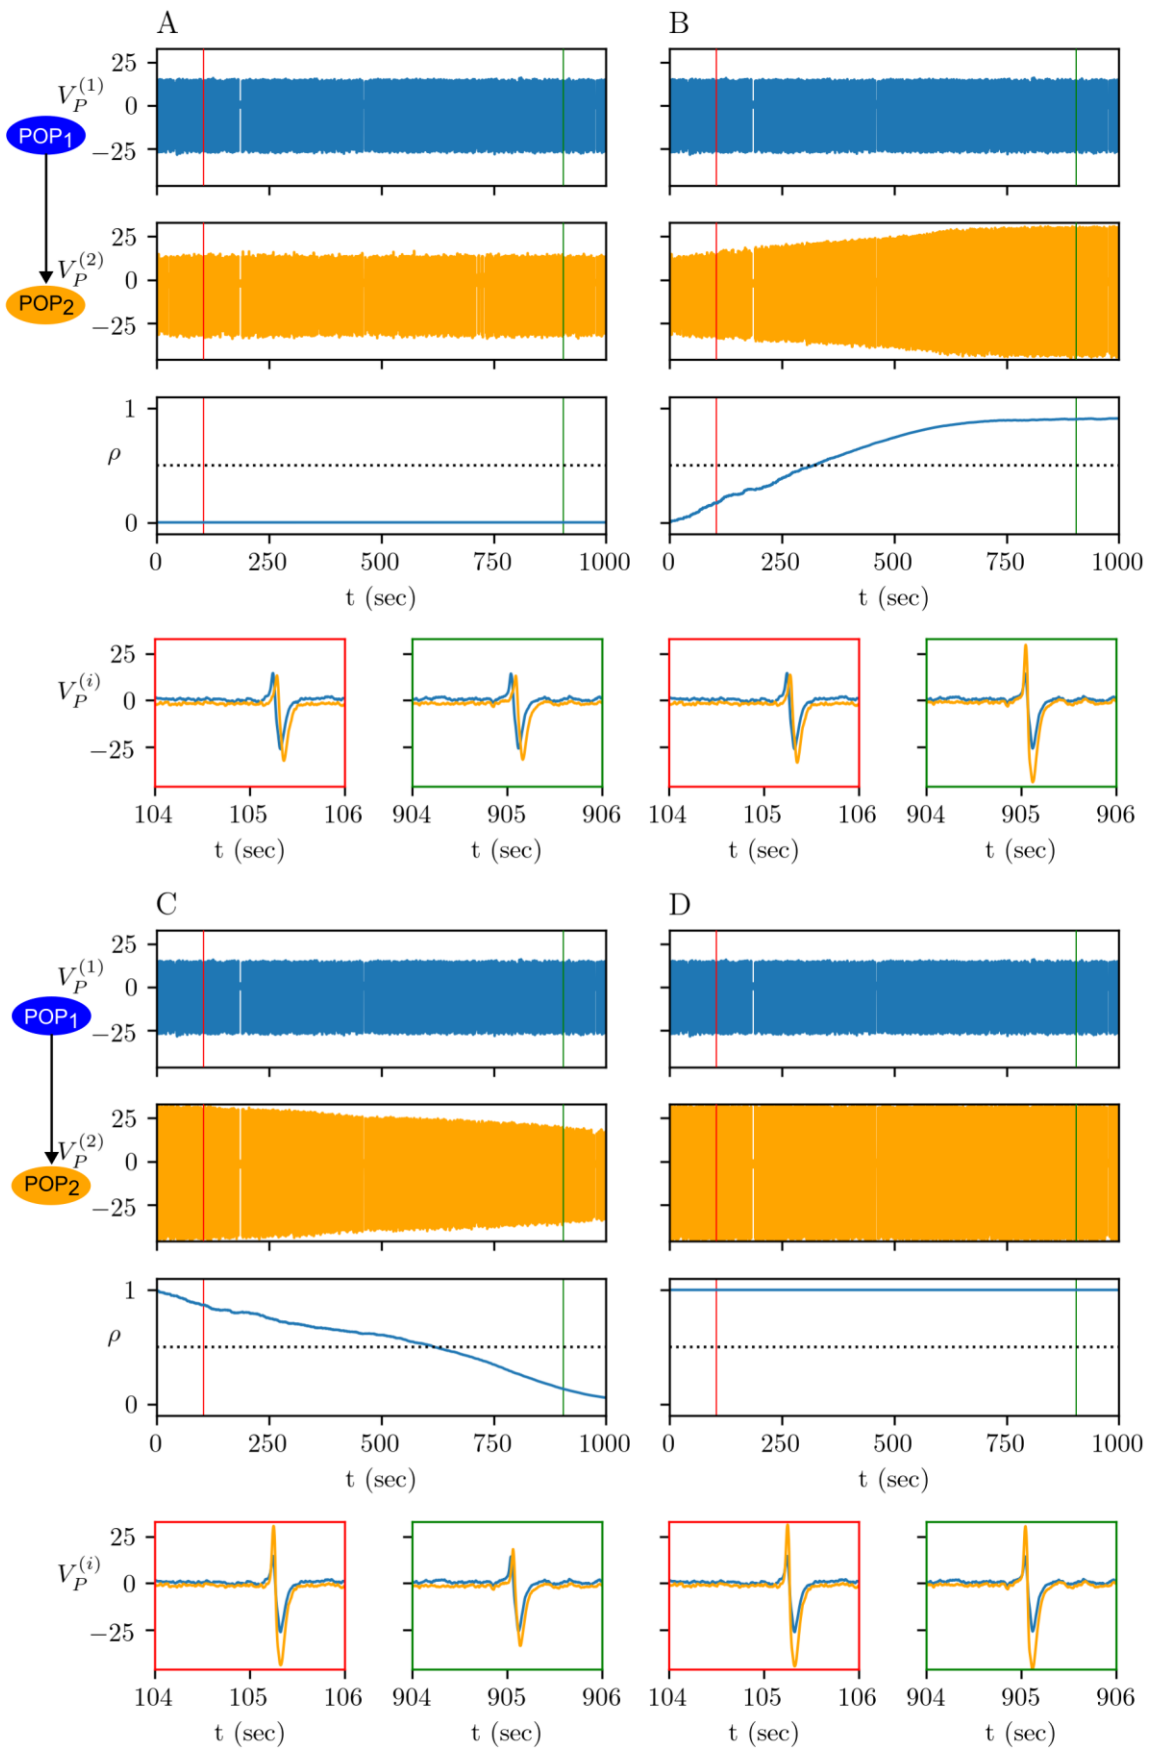 A B
25 V_P^{(1)} 0 −25
POP1
25 V_P^{(2)} 0 −25
POP2
1 ρ 0
0 250 500 750 1000 0 250 500 750 1000
t (sec) t (sec)
25 V_P^{(i)} 0 −25
104 105 106 904 905 906 104 105 106 904 905 906
t (sec) t (sec) t (sec) t (sec)
C D
25 V_P^{(1)} 0 −25
POP1
25 V_P^{(2)} 0 −25
POP2
1 ρ 0
0 250 500 750 1000 0 250 500 750 1000
t (sec) t (sec)
25 V_P^{(i)} 0 −25
104 105 106 904 905 906 104 105 106 904 905 906
t (sec) t (sec) t (sec) t (sec)